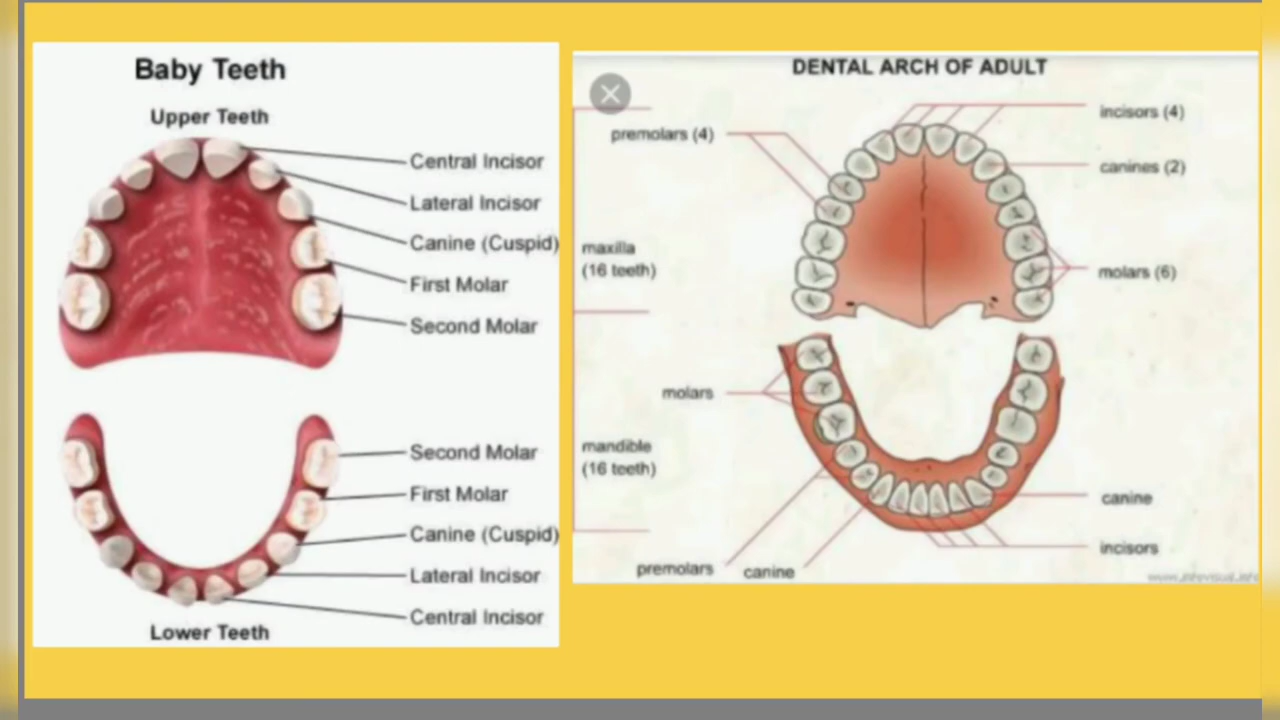 Baby Teeth
Upper Teeth
Central Incisor
Lateral Incisor
Canine (Cuspid)
First Molar
Second Molar
Second Molar
First Molar
Canine (Cuspid)
Lateral Incisor
Central Incisor
Lower Teeth
DENTAL ARCH OF ADULT
incisors (4)
premolars (4)
canines (2)
maxilla
(16 teeth)
molars (6)
molars
mandible
(16 teeth)
canine
incisors
premolars
canine